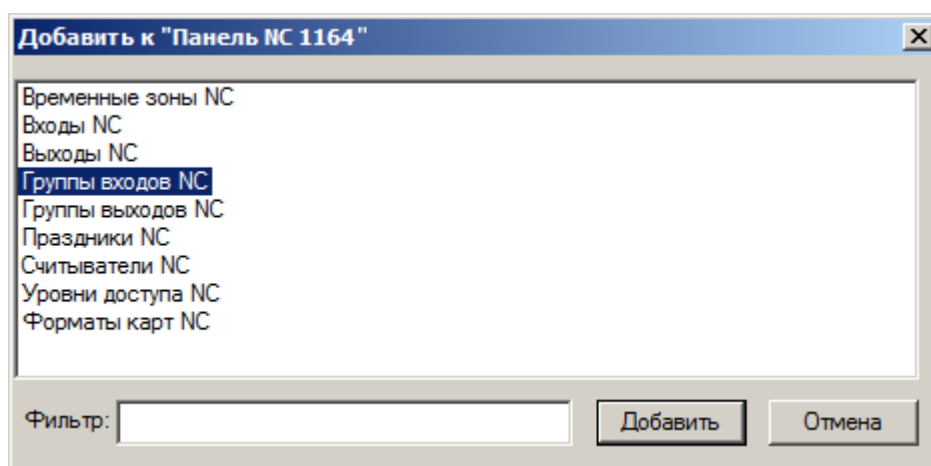 Добавить к "Панель NC 1164"
Временные зоны NC
Входы NC
Выходы NC
Группы входов NC
Группы выходов NC
Праздники NC
Считыватели NC
Уровни доступа NC
Форматы карт NC
Фильтр: Добавить Отмена